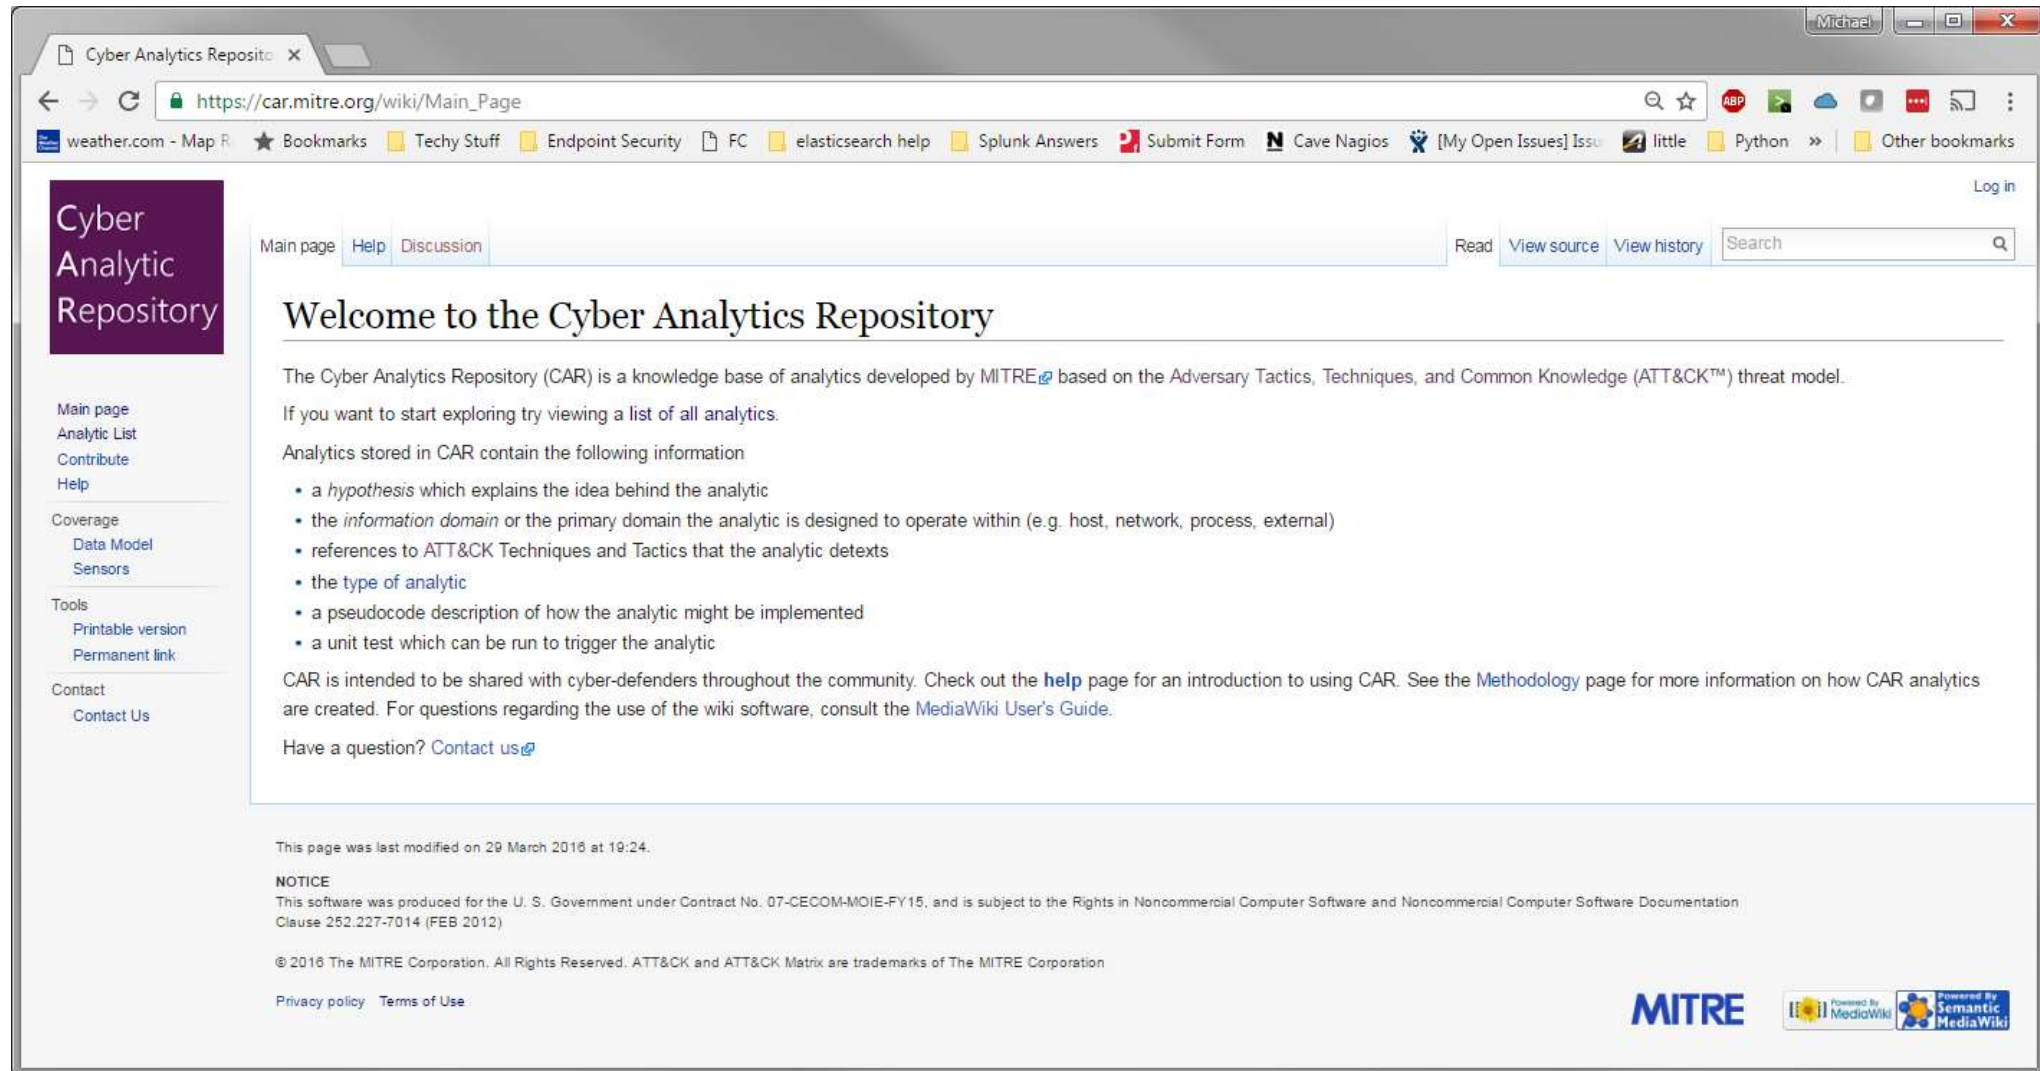 Michael
Cyber Analytics Reposito
https://car.mitre.org/wiki/Main_Page
ABP
weather.com - Map R Bookmarks Techy Stuff Endpoint Security FC elasticsearch help Splunk Answers Submit Form N Cave Nagios [My Open Issues] Issu little Python » Other bookmarks
Log in
Cyber
Analytic
Repository
Main page Help Discussion Read View source View history Search
Welcome to the Cyber Analytics Repository
The Cyber Analytics Repository (CAR) is a knowledge base of analytics developed by MITRE based on the Adversary Tactics, Techniques, and Common Knowledge (ATT&CK™) threat model.
If you want to start exploring try viewing a list of all analytics.
Analytics stored in CAR contain the following information
• a hypothesis which explains the idea behind the analytic
• the information domain or the primary domain the analytic is designed to operate within (e.g. host, network, process, external)
• references to ATT&CK Techniques and Tactics that the analytic detexts
• the type of analytic
• a pseudocode description of how the analytic might be implemented
• a unit test which can be run to trigger the analytic
CAR is intended to be shared with cyber-defenders throughout the community. Check out the help page for an introduction to using CAR. See the Methodology page for more information on how CAR analytics
are created. For questions regarding the use of the wiki software, consult the MediaWiki User's Guide.
Have a question? Contact us
Main page
Analytic List
Contribute
Help
Coverage
Data Model
Sensors
Tools
Printable version
Permanent link
Contact
Contact Us
This page was last modified on 29 March 2016 at 19:24.
NOTICE
This software was produced for the U. S. Government under Contract No. 07-CECOM-MOIE-FY15, and is subject to the Rights in Noncommercial Computer Software and Noncommercial Computer Software Documentation
Clause 252.227-7014 (FEB 2012)
© 2016 The MITRE Corporation. All Rights Reserved. ATT&CK and ATT&CK Matrix are trademarks of The MITRE Corporation
Privacy policy Terms of Use
MITRE
Powered By
MediaWiki
Powered By
Semantic
MediaWiki